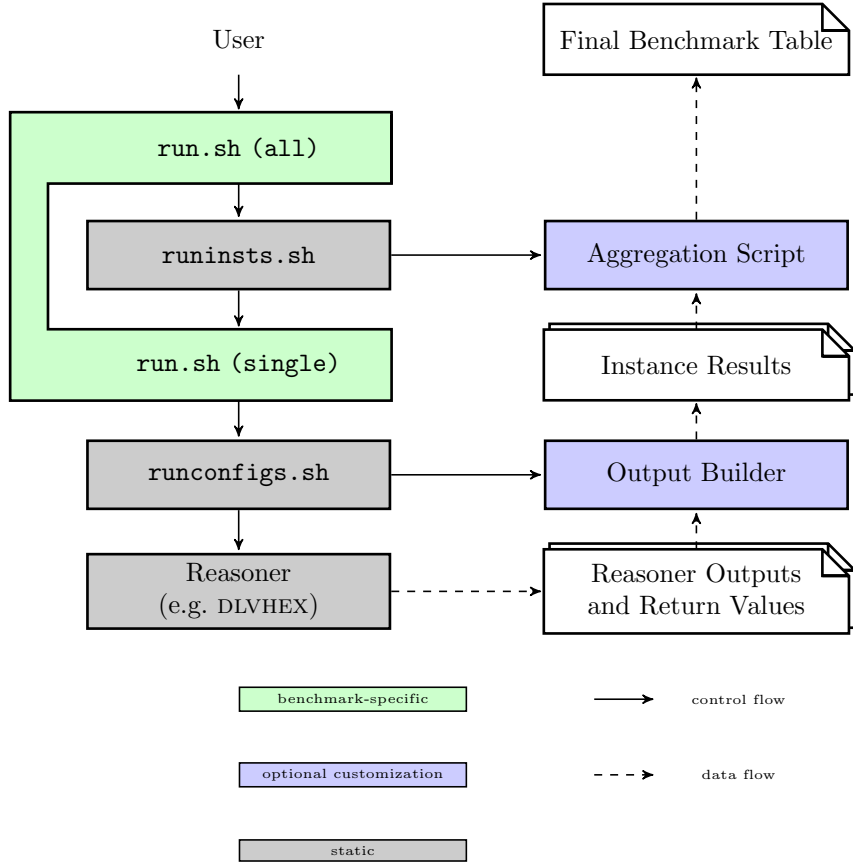 User
Final Benchmark Table
run.sh (all)
runinsts.sh
Aggregation Script
run.sh (single)
Instance Results
runconfigs.sh
Output Builder
Reasoner
(e.g. DLVHEX)
Reasoner Outputs
and Return Values
benchmark-specific
control flow
optional customization
data flow
static